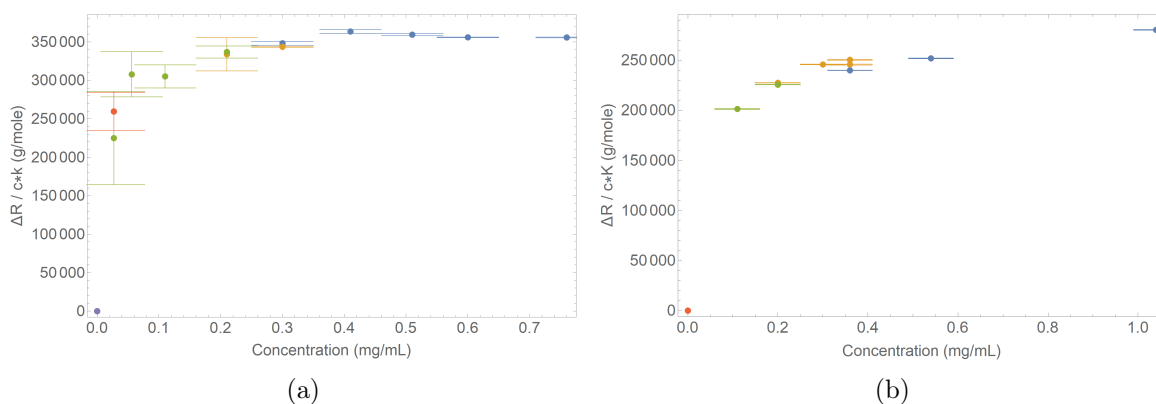 ΔR / c*k (g/mole)
350 000
300 000
250 000
200 000
150 000
100 000
50 000
0
0.0 0.1 0.2 0.3 0.4 0.5 0.6 0.7
Concentration (mg/mL)
(a)
ΔR / c*K (g/mole)
250 000
200 000
150 000
100 000
50 000
0
0.0 0.2 0.4 0.6 0.8 1.0
Concentration (mg/mL)
(b)